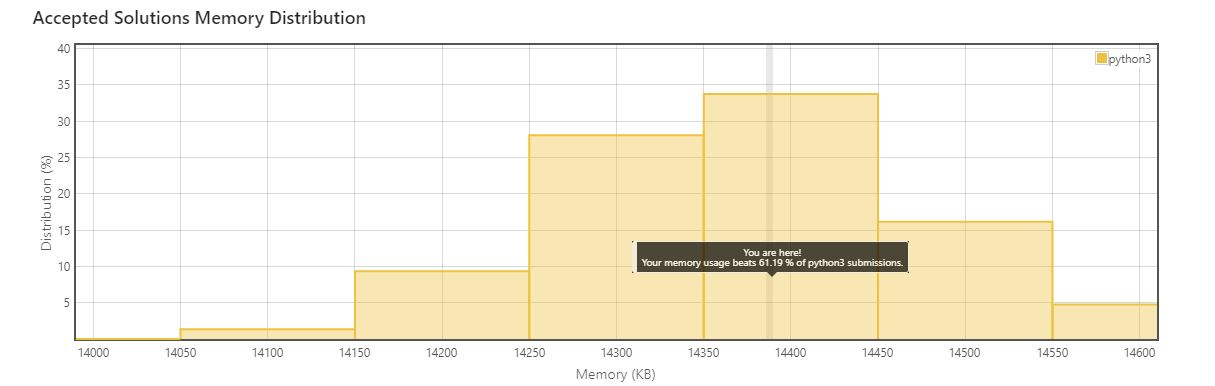 Accepted Solutions Memory Distribution
40
35
30
25
20
15
10
5
Distribution (%)
python3
You are here!
Your memory usage beats 61.19 % of python3 submissions.
14000 14050 14100 14150 14200 14250 14300 14350 14400 14450 14500 14550 14600
Memory (KB)